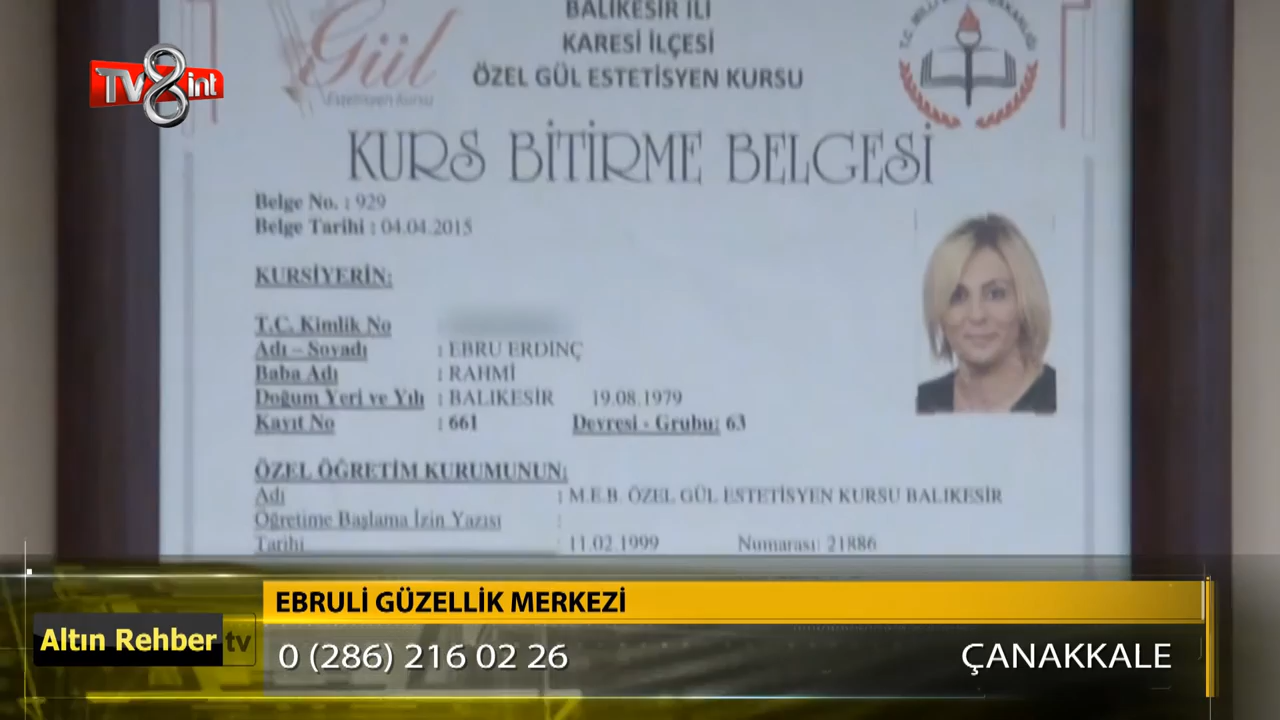 BALIKESİR İLİ
KARESİ İLÇESİ
ÖZEL GÜL ESTETİSYEN KURSU
Gül
Estetisyen Kursu
TV8int
KURS BİTİRME BELGESİ
Belge No. : 929
Belge Tarihi : 04.04.2015
KURSİYERİN:
T.C. Kimlik No
Adı – Soyadı : EBRU ERDİNÇ
Baba Adı : RAHMİ
Doğum Yeri ve Yılı : BALIKESİR 19.08.1979
Kayıt No : 661 Devresi - Grubu: 63
ÖZEL ÖĞRETİM KURUMUNUN:
Adı : M.E.B. ÖZEL GÜL ESTETİSYEN KURSU BALIKESİR
Öğretime Başlama İzin Yazısı :
Tarihi : 11.02.1999 Numarası: 21886
EBRULİ GÜZELLİK MERKEZİ
Altın Rehber tv
0 (286) 216 02 26 ÇANAKKALE